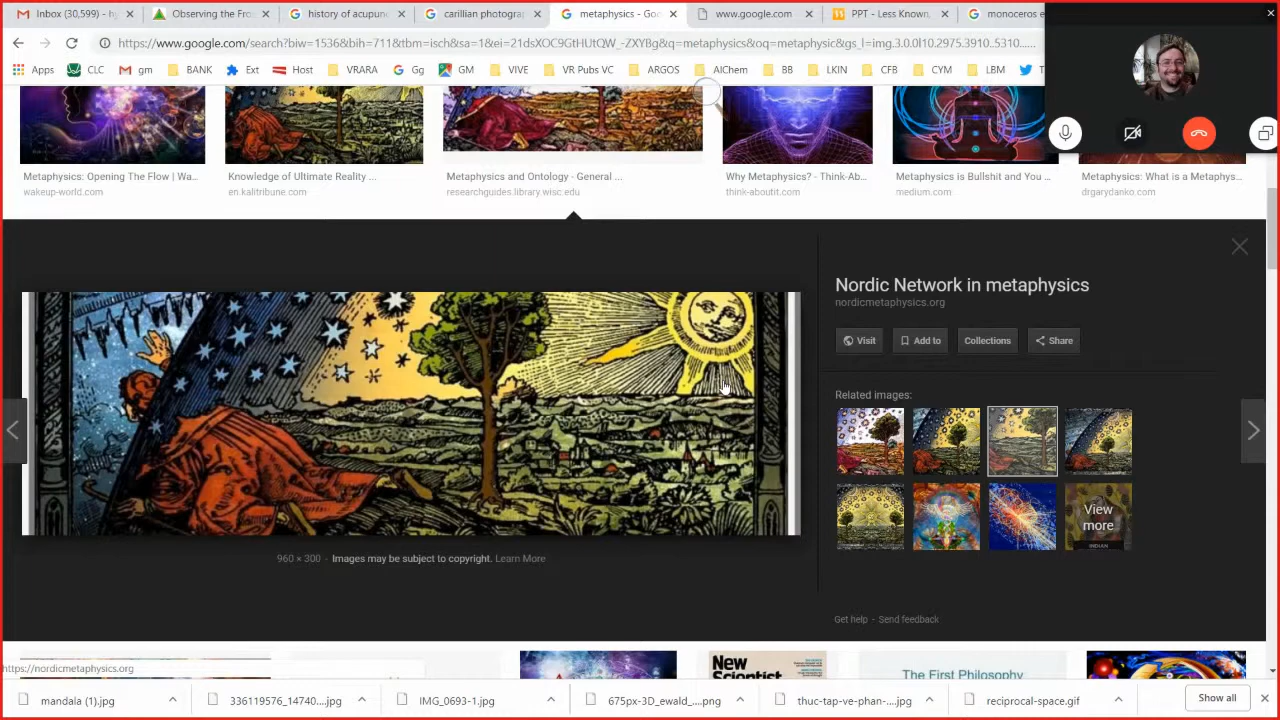 Inbox (30,599) - h
Observing the Fro
history of acupun
carillian photogra
metaphysics - Goo
www.google.com
PPT - Less Known
monoceros e
https://www.google.com/search?biw=1536&bih=711&tbm=isch&sa=1&ei=21dsXOC9GtHUtQW_-ZXYBg&q=metaphysics&oq=metaphysic&gs_l=img.3.0.0l10.2975.3910..5310......
Apps
CLC
gm
BANK
Ext
Host
VRARA
Gg
GM
VIVE
VR Pubs VC
ARGOS
AIChem
BB
LKIN
CFB
CYM
LBM
T
Metaphysics: Opening The Flow | Wa...
Knowledge of Ultimate Reality ...
Metaphysics and Ontology - General ...
Why Metaphysics? - Think-Ab...
Metaphysics is Bullshit and You ...
Metaphysics: What is a Metaphys...
wakeup-world.com
en.kalitribune.com
researchguides.library.wisc.edu
think-aboutit.com
medium.com
drgarydanko.com
Nordic Network in metaphysics
nordicmetaphysics.org
Visit
Add to
Collections
Share
Related images:
View
more
INDIAN
960 × 300 · Images may be subject to copyright. Learn More
Get help - Send feedback
https://nordicmetaphysics.org
New
Scientist
The First Philosophy
mandala (1).jpg
336119576_14740....jpg
IMG_0693-1.jpg
675px-3D_ewald_....png
thuc-tap-ve-phan-....jpg
reciprocal-space.gif
Show all